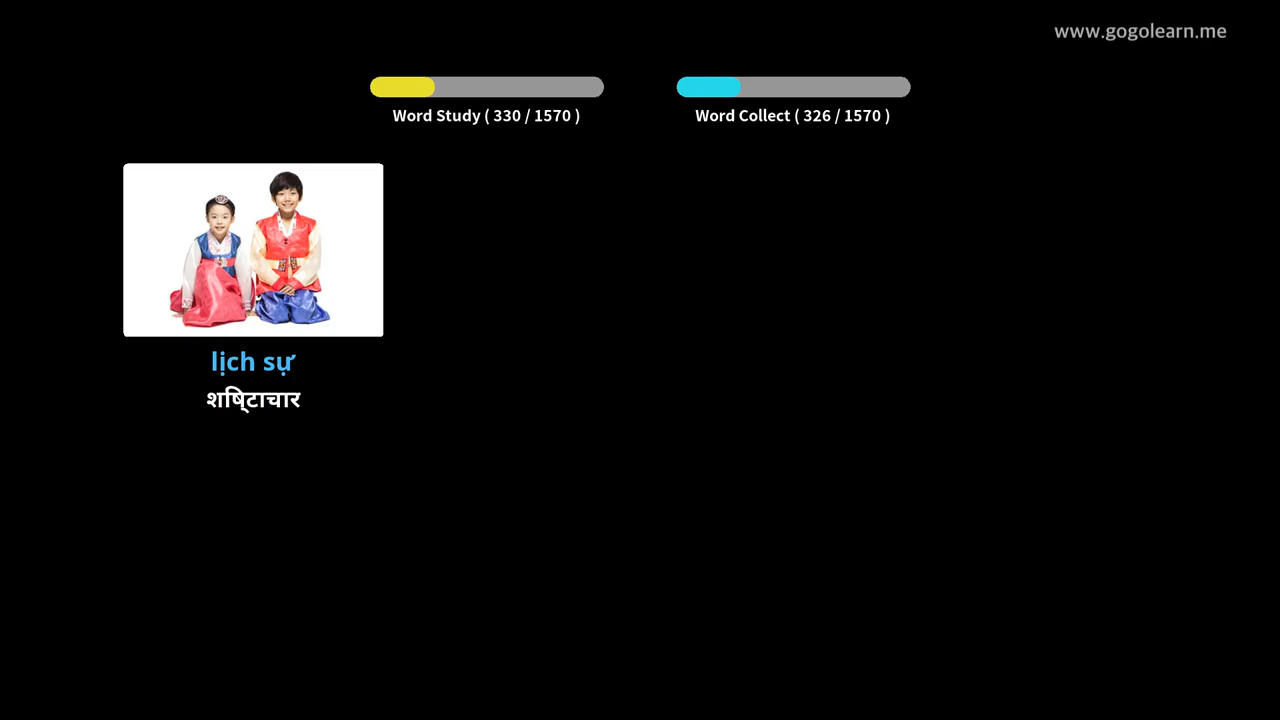 www.gogolearn.me
Word Study ( 330 / 1570 )
Word Collect ( 326 / 1570 )
lịch sự
शिष्टाचार